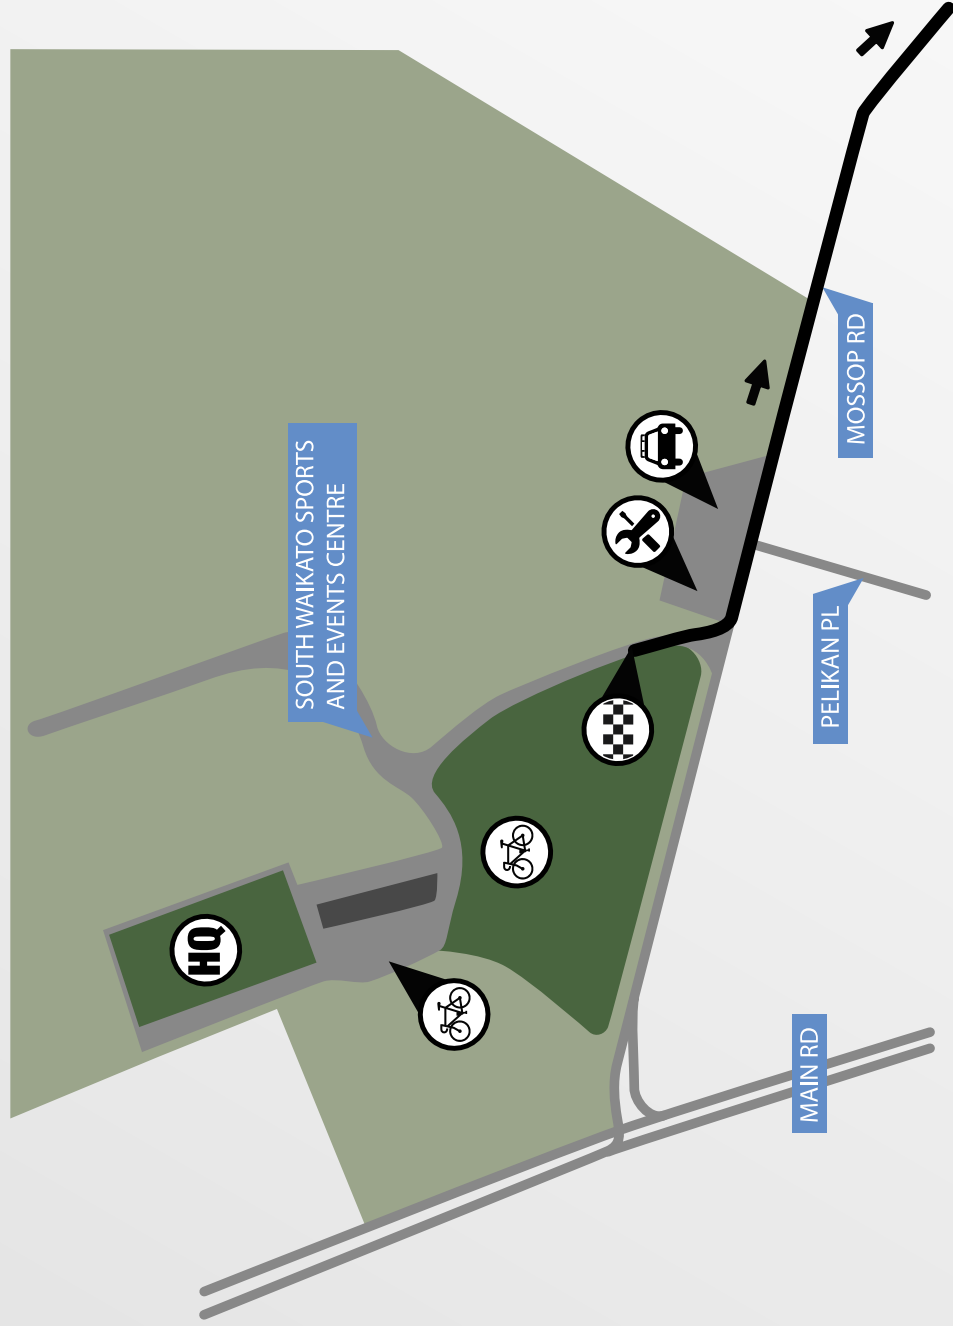 SOUTH WAIKATO SPORTS
AND EVENTS CENTRE
HQ
MOSSOP RD
PELIKAN PL
MAIN RD